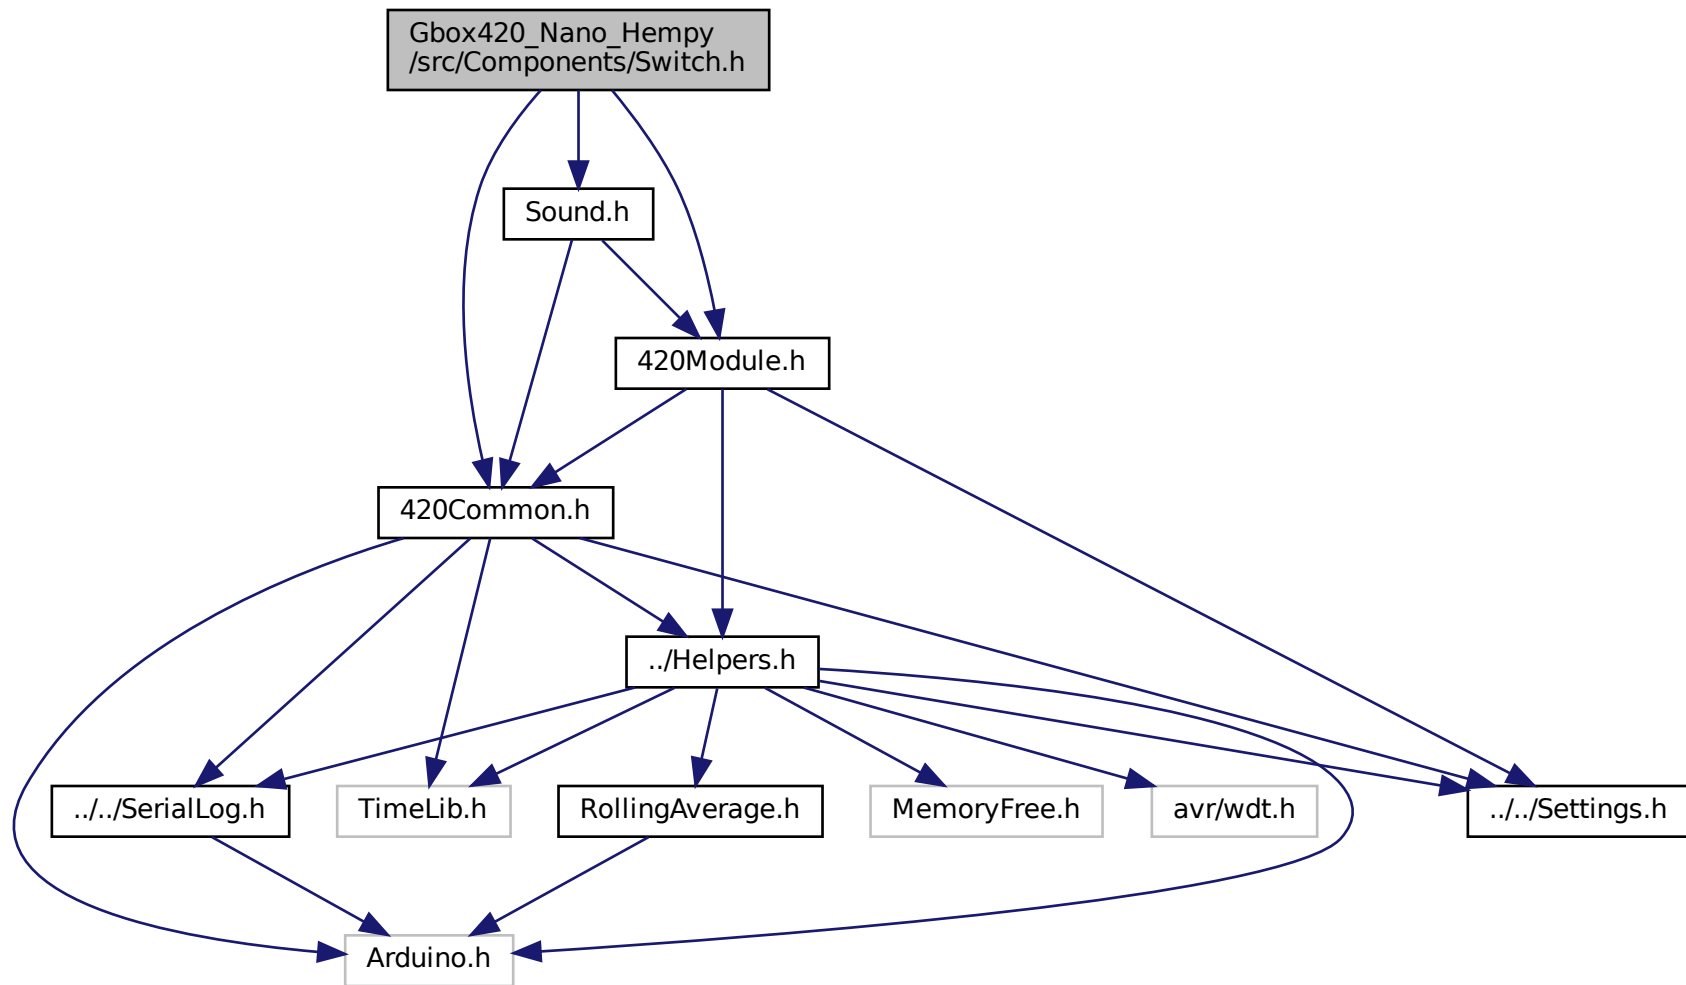 Gbox420_Nano_Hempy
/src/Components/Switch.h
Sound.h
420Module.h
420Common.h
../Helpers.h
../../SerialLog.h
TimeLib.h
RollingAverage.h
MemoryFree.h
avr/wdt.h
../../Settings.h
Arduino.h